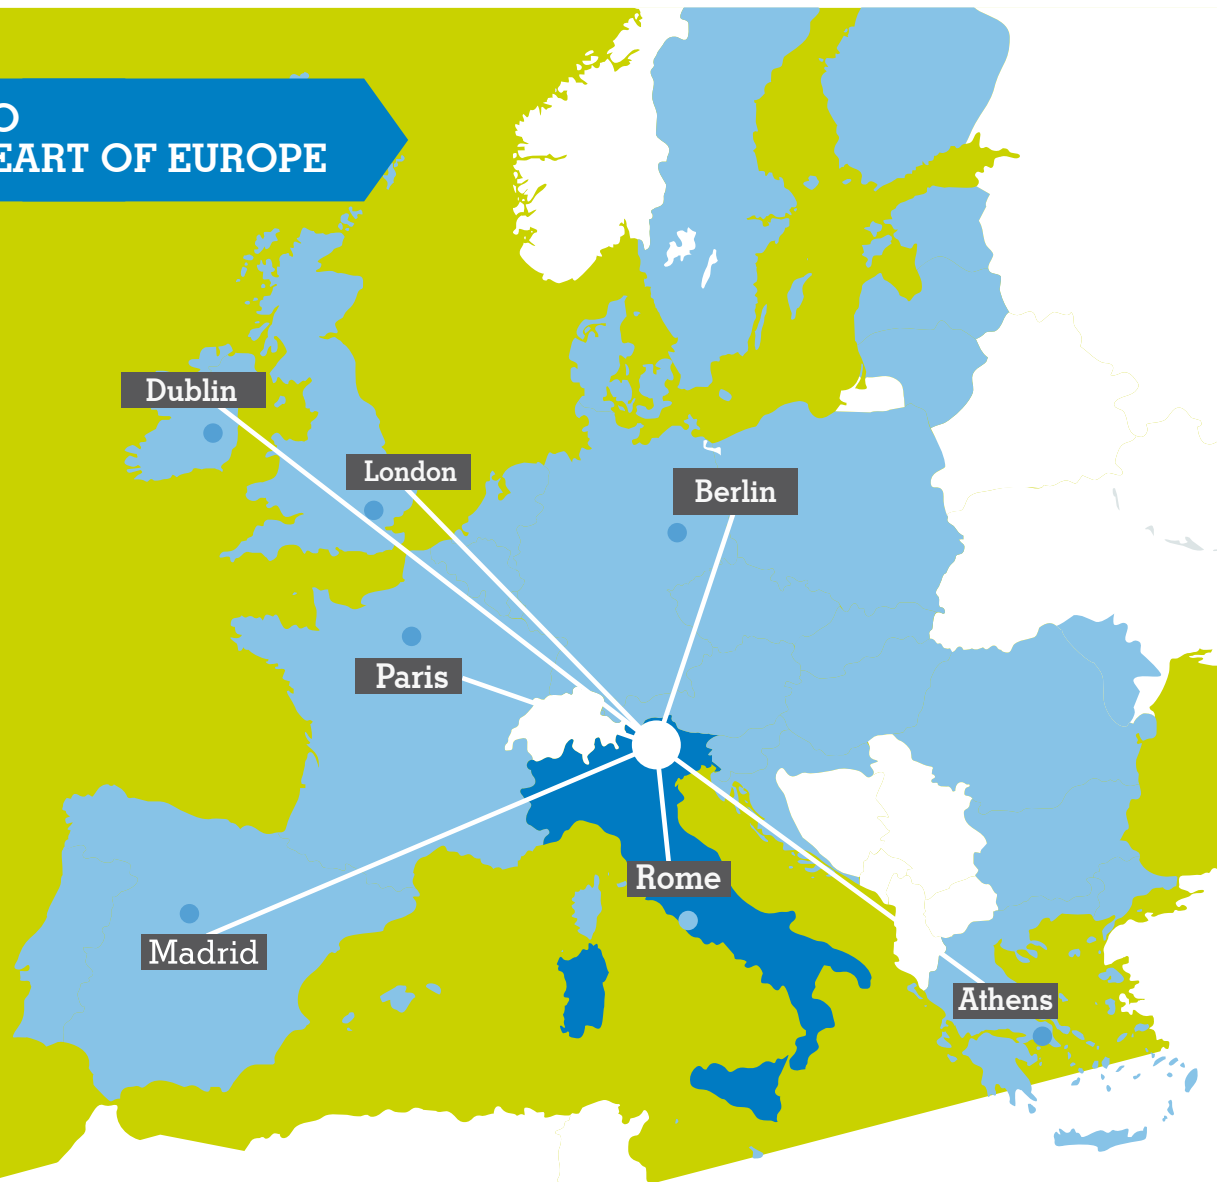 O
EART OF EUROPE
Dublin
London
Berlin
Paris
Rome
Madrid
Athens